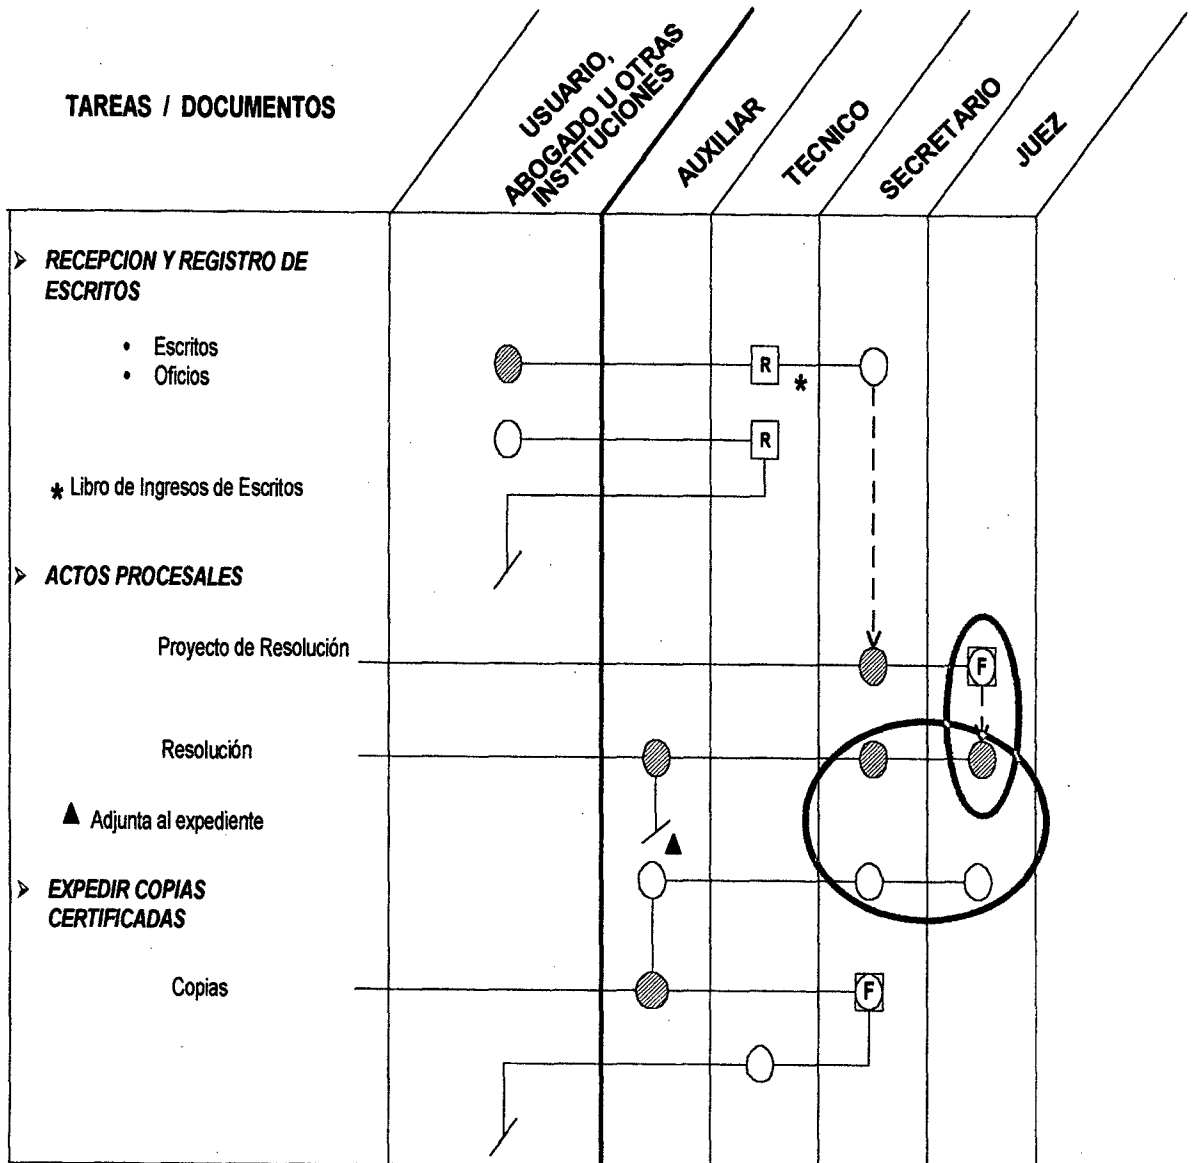 TAREAS / DOCUMENTOS
USUARIO,
ABOGADO U OTRAS
INSTITUCIONES
AUXILIAR
TECNICO
SECRETARIO
JUEZ
RECEPCION Y REGISTRO DE
ESCRITOS
• Escritos
• Oficios
R
*
R
* Libro de Ingresos de Escritos
ACTOS PROCESALES
Proyecto de Resolución
F
Resolución
▲ Adjunta al expediente
EXPEDIR COPIAS
CERTIFICADAS
Copias
F